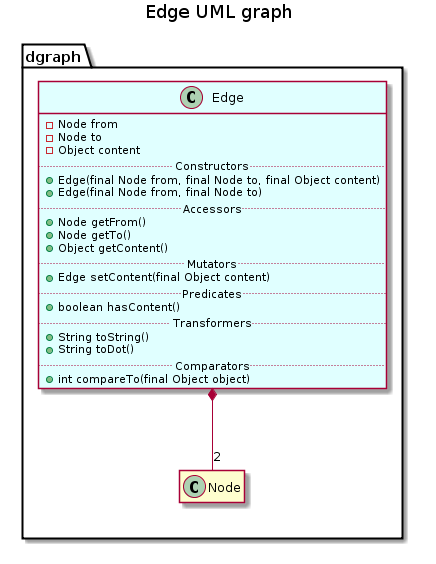 Edge UML graph
dgraph
C Edge
Node from
Node to
Object content
Constructors
Edge(final Node from, final Node to, final Object content)
Edge(final Node from, final Node to)
Accessors
Node getFrom()
Node getTo()
Object getContent()
Mutators
Edge setContent(final Object content)
Predicates
boolean hasContent()
Transformers
String toString()
String toDot()
Comparators
int compareTo(final Object object)
2
C Node